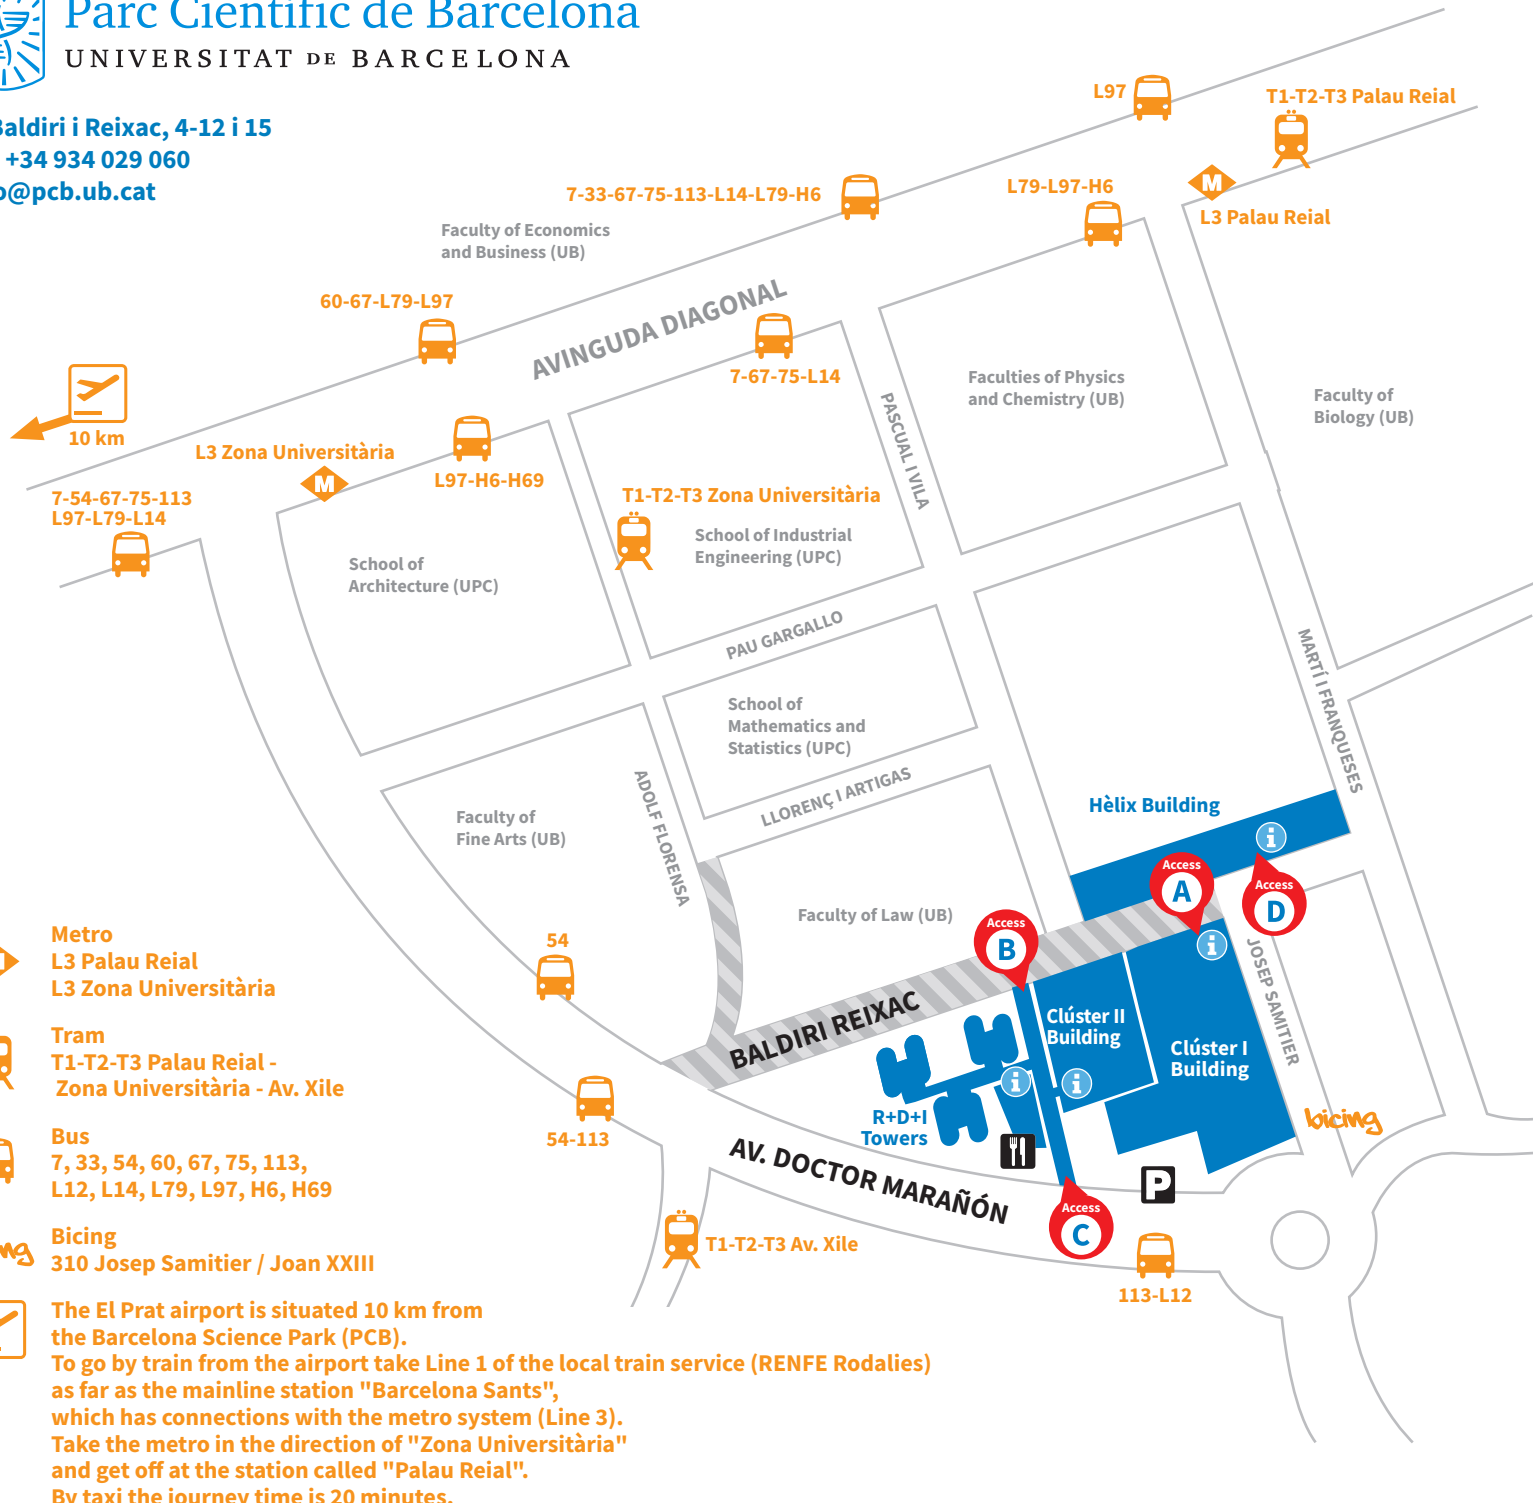 Parc Científic de Barcelona
UNIVERSITAT DE BARCELONA
Baldiri i Reixac, 4-12 i 15
+34 934 029 060
@pcb.ub.cat
L97
T1-T2-T3 Palau Reial
7-33-67-75-113-L14-L79-H6
L79-L97-H6
M
L3 Palau Reial
Faculty of Economics
and Business (UB)
AVINGUDA DIAGONAL
60-67-L79-L97
7-67-75-L14
Faculties of Physics
and Chemistry (UB)
Faculty of
Biology (UB)
PASCUAL I VILA
10 km
L3 Zona Universitària
M
L97-H6-H69
7-54-67-75-113
L97-L79-L14
T1-T2-T3 Zona Universitària
School of Industrial
Engineering (UPC)
School of
Architecture (UPC)
PAU GARGALLO
MARTÍ I FRANQUESES
School of
Mathematics and
Statistics (UPC)
LLORENÇ I ARTIGAS
ADOLF FLORENSA
Faculty of
Fine Arts (UB)
Hèlix Building
i
Access
A
Access
D
Faculty of Law (UB)
Access
B
i
JOSEP SAMITIER
54
BALDIRI REIXAC
Clúster II
Building
Clúster I
Building
i
i
R+D+I
Towers
bicing
54-113
AV. DOCTOR MARAÑÓN
P
Access
C
T1-T2-T3 Av. Xile
113-L12
Metro
L3 Palau Reial
L3 Zona Universitària
Tram
T1-T2-T3 Palau Reial -
Zona Universitària - Av. Xile
Bus
7, 33, 54, 60, 67, 75, 113,
L12, L14, L79, L97, H6, H69
Bicing
310 Josep Samitier / Joan XXIII
The El Prat airport is situated 10 km from
the Barcelona Science Park (PCB).
To go by train from the airport take Line 1 of the local train service (RENFE Rodalies)
as far as the mainline station "Barcelona Sants",
which has connections with the metro system (Line 3).
Take the metro in the direction of "Zona Universitària"
and get off at the station called "Palau Reial".
By taxi the journey time is 20 minutes.